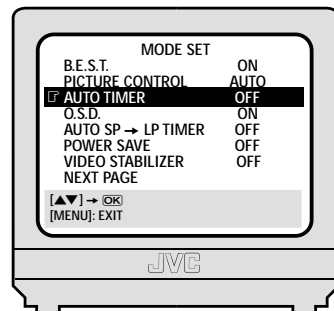 MODE SET
B.E.S.T. ON
PICTURE CONTROL AUTO
☞ AUTO TIMER OFF
O.S.D. ON
AUTO SP → LP TIMER OFF
POWER SAVE OFF
VIDEO STABILIZER OFF
NEXT PAGE
[▲▼] → OK
[MENU]: EXIT
JVC